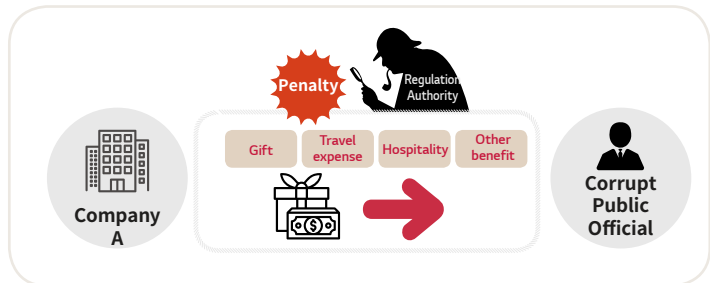 Penalty
Regulation
Authority
Gift
Travel
expense
Hospitality
Other
benefit
Company
A
$
Corrupt
Public
Official